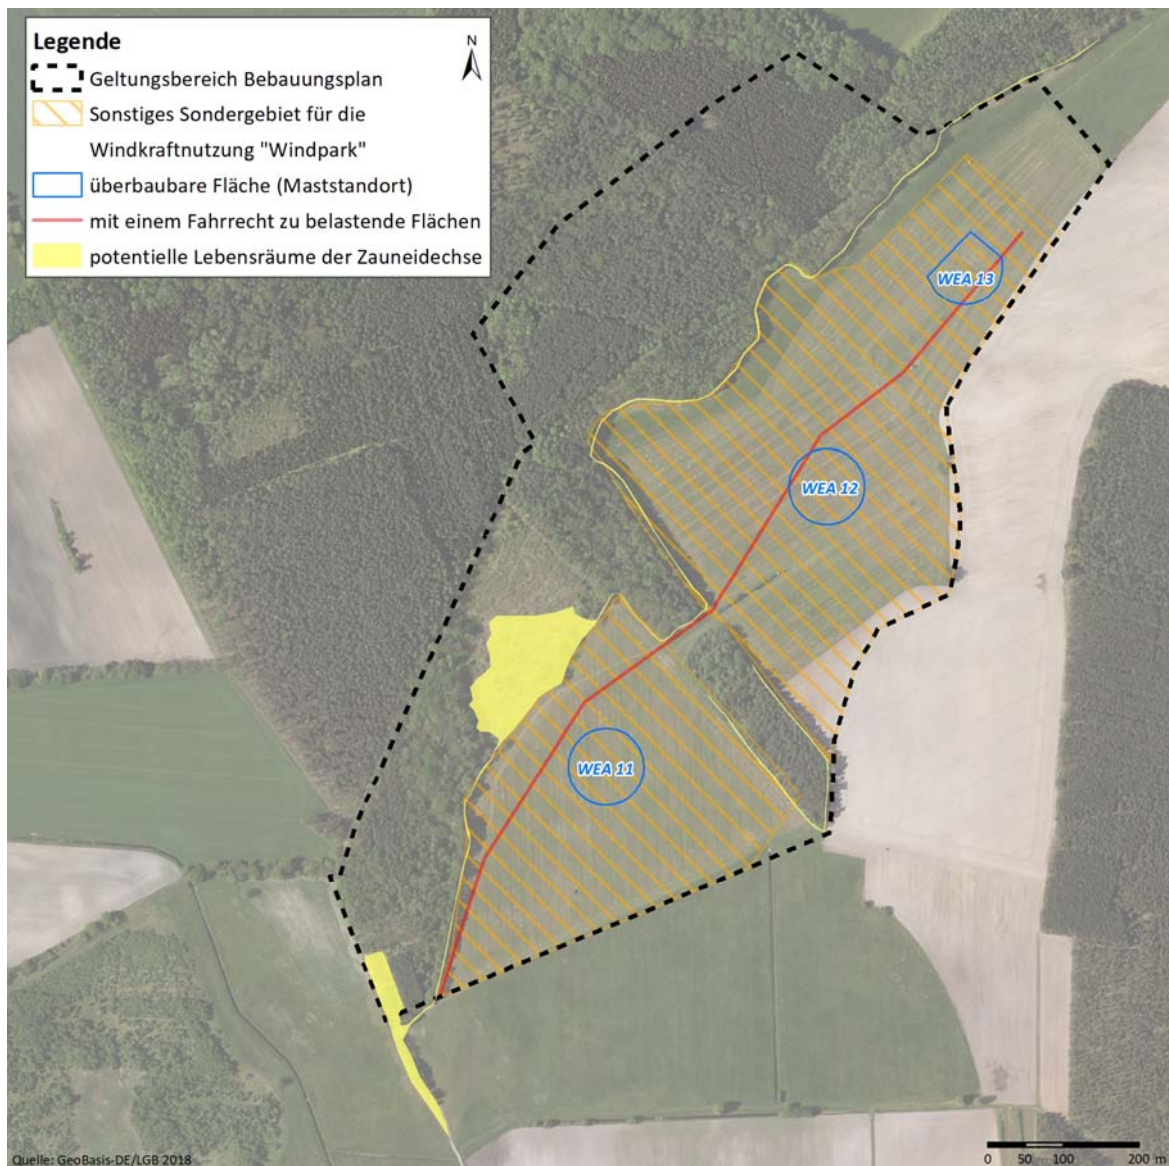 Legende
N
Geltungsbereich Bebauungsplan
Sonstiges Sondergebiet für die
Windkraftnutzung "Windpark"
überbaubare Fläche (Maststandort)
mit einem Fahrrecht zu belastende Flächen
potentielle Lebensräume der Zauneidechse
WEA 13
WEA 12
WEA 11
Quelle: GeoBasis-DE/LGB 2018
0 50 100 200 m